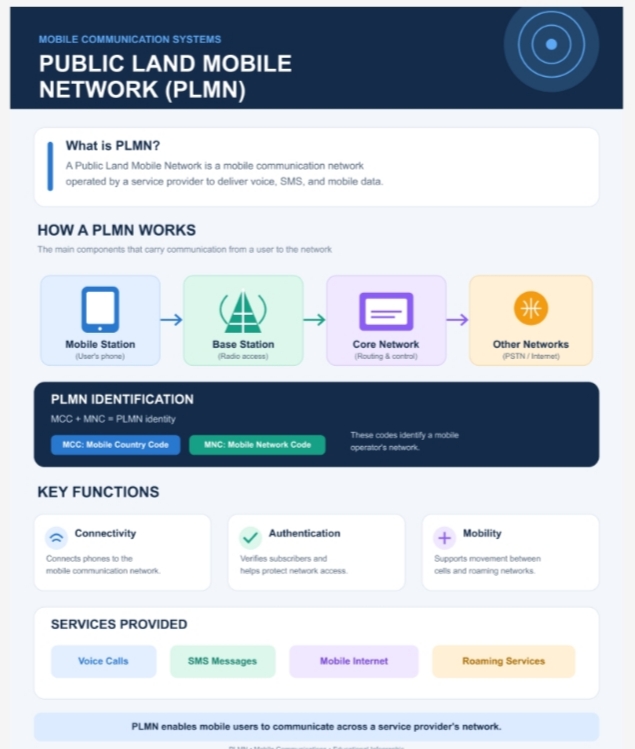 MOBILE COMMUNICATION SYSTEMS
PUBLIC LAND MOBILE
NETWORK (PLMN)
What is PLMN?
A Public Land Mobile Network is a mobile communication network
operated by a service provider to deliver voice, SMS, and mobile data.
HOW A PLMN WORKS
The main components that carry communication from a user to the network
Mobile Station
(User's phone)
Base Station
(Radio access)
Core Network
(Routing & control)
Other Networks
(PSTN / Internet)
PLMN IDENTIFICATION
MCC + MNC = PLMN identity
MCC: Mobile Country Code
MNC: Mobile Network Code
These codes identify a mobile
operator's network.
KEY FUNCTIONS
Connectivity
Connects phones to the
mobile communication network.
Authentication
Verifies subscribers and
helps protect network access.
Mobility
Supports movement between
cells and roaming networks.
SERVICES PROVIDED
Voice Calls
SMS Messages
Mobile Internet
Roaming Services
PLMN enables mobile users to communicate across a service provider's network.